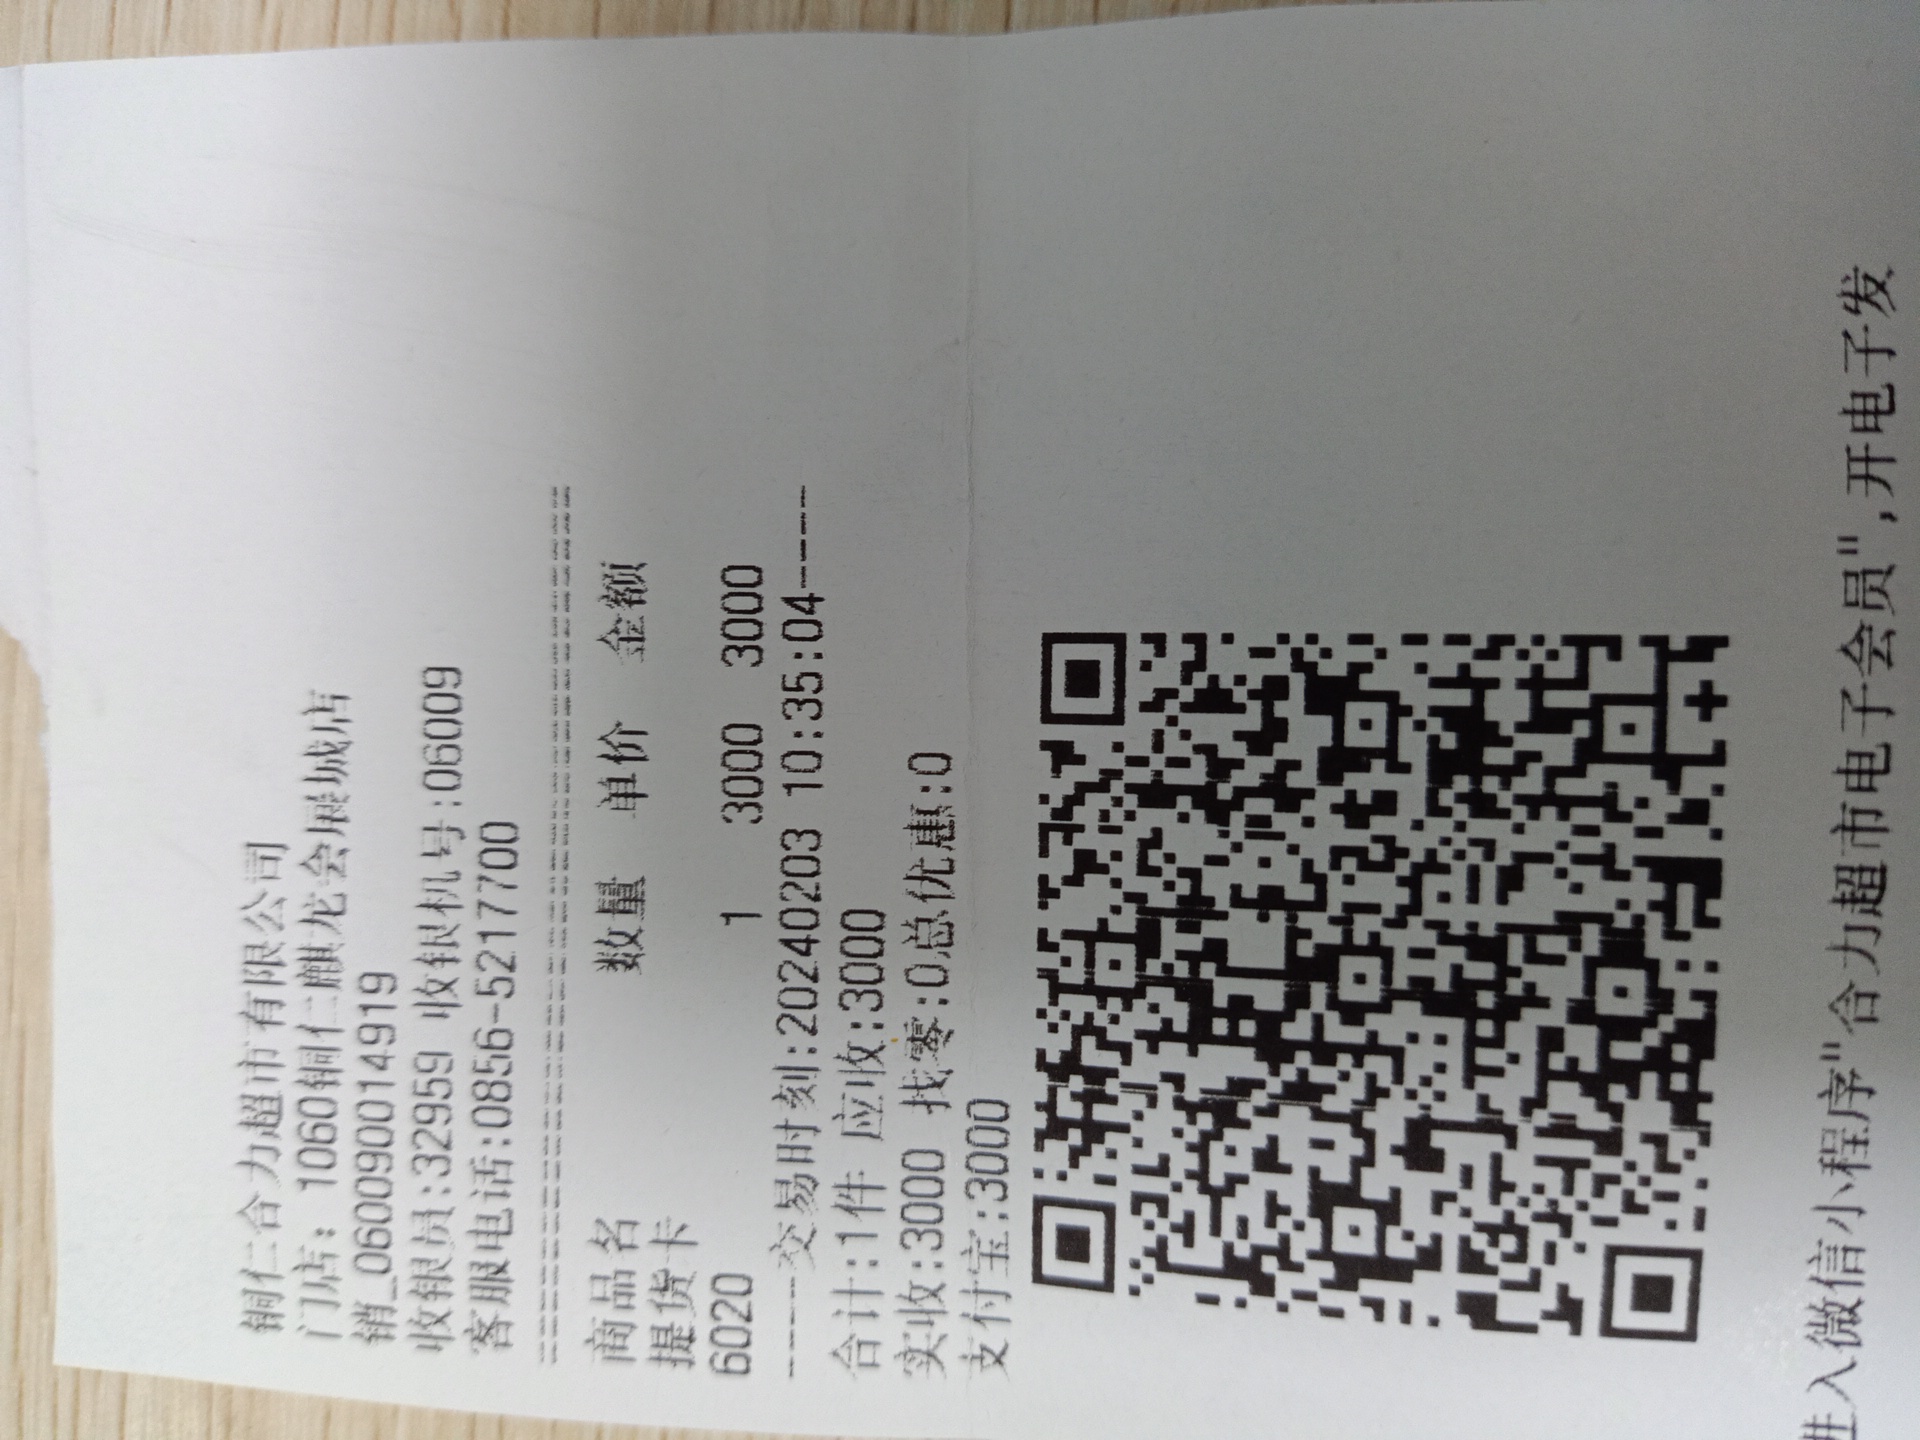 铜仁合力超市有限公司
门店: 1060铜仁麒龙会展城店
销_0600900149​19
收银员:32959 收银机号:06009
客服电话:0856-5217700
================================
商品名 数量 单价 金额
提货卡
6020 1 3000 3000
-----交易时刻:20240203 10:35:04-----
合计:1件 应收:3000
实收:3000 找零:0总优惠:0
支付宝:3000
进入微信小程序"合力超市电子会员",开电子发